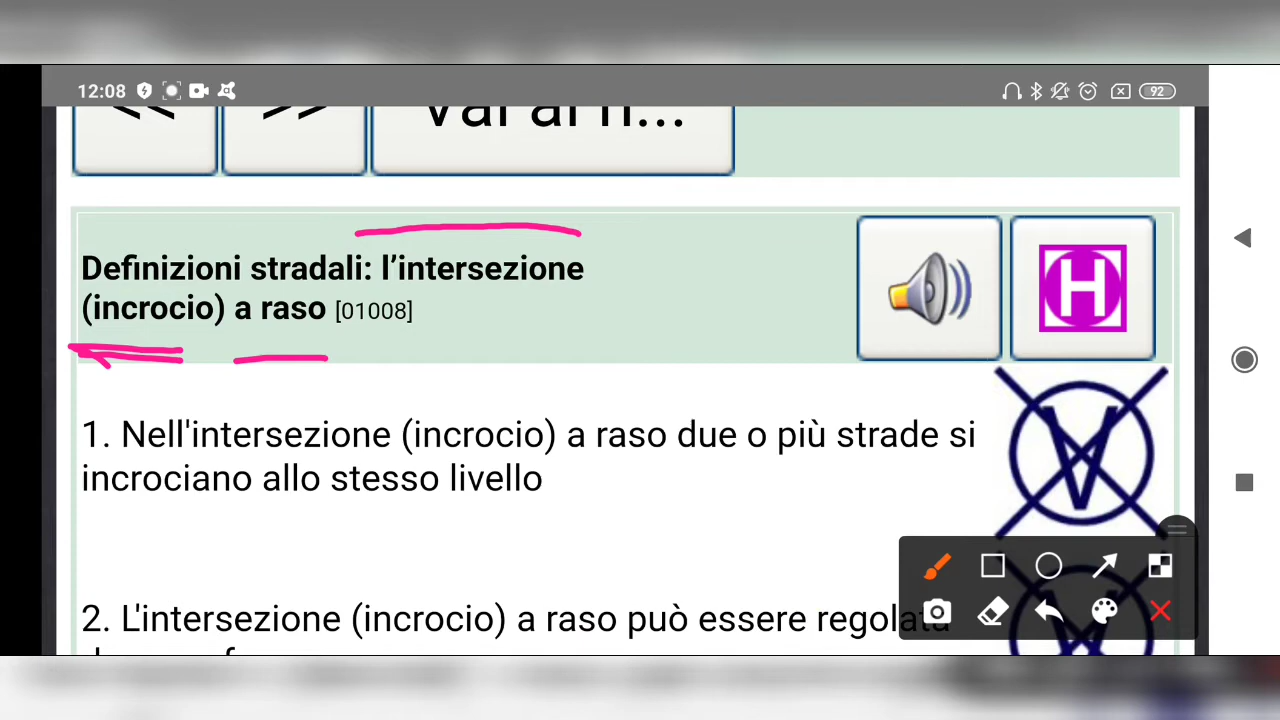 12:08
92
<< >> Vai al n...
Definizioni stradali: l’intersezione
(incrocio) a raso [01008]
H
1. Nell'intersezione (incrocio) a raso due o più strade si
incrociano allo stesso livello
V
2. L'intersezione (incrocio) a raso può essere regolata